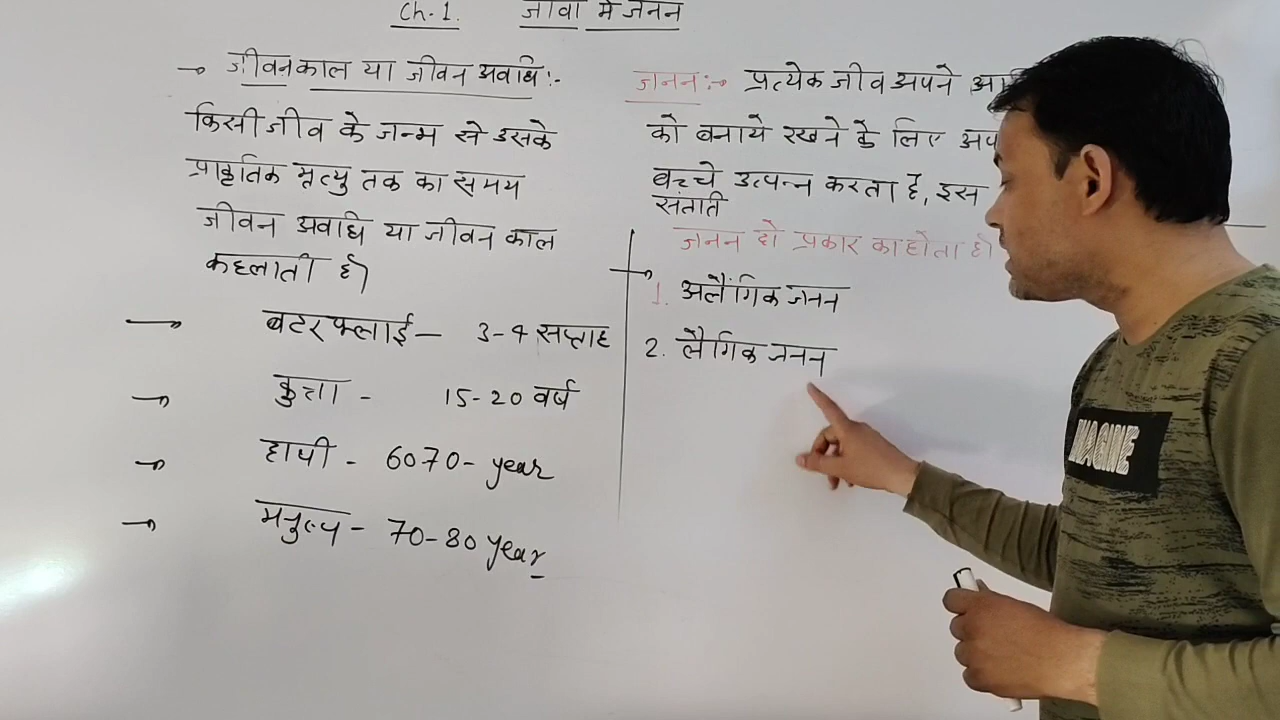 Ch.1. जीवों में जनन
→ जीवनकाल या जीवन अवधि :-
किसी जीव के जन्म से उसके
प्राकृतिक मृत्यु तक का समय
जीवन अवधि या जीवन काल
कहलाती है।
→ बटरफ्लाई – 3-4 सप्ताह
→ कुत्ता - 15-20 वर्ष
→ हाथी - 6070- year
→ मनुष्य - 70-80 year
जनन :→ प्रत्येक जीव अपने
को बनाये रखने के लिए
बच्चे उत्पन्न करता है, इस
संतति
जनन दो प्रकार का होता है।
1. अलैंगिक जनन
2. लैगिक जनन
IMAGINE